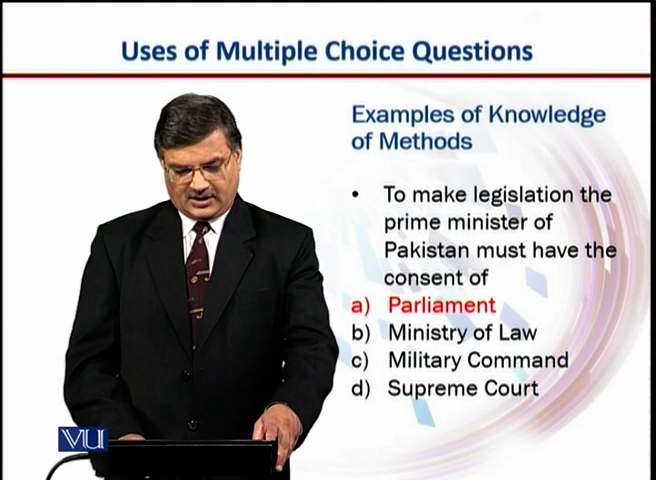 Uses of Multiple Choice Questions
Examples of Knowledge
of Methods
• To make legislation the
prime minister of
Pakistan must have the
consent of
a) Parliament
b) Ministry of Law
c) Military Command
d) Supreme Court
VU